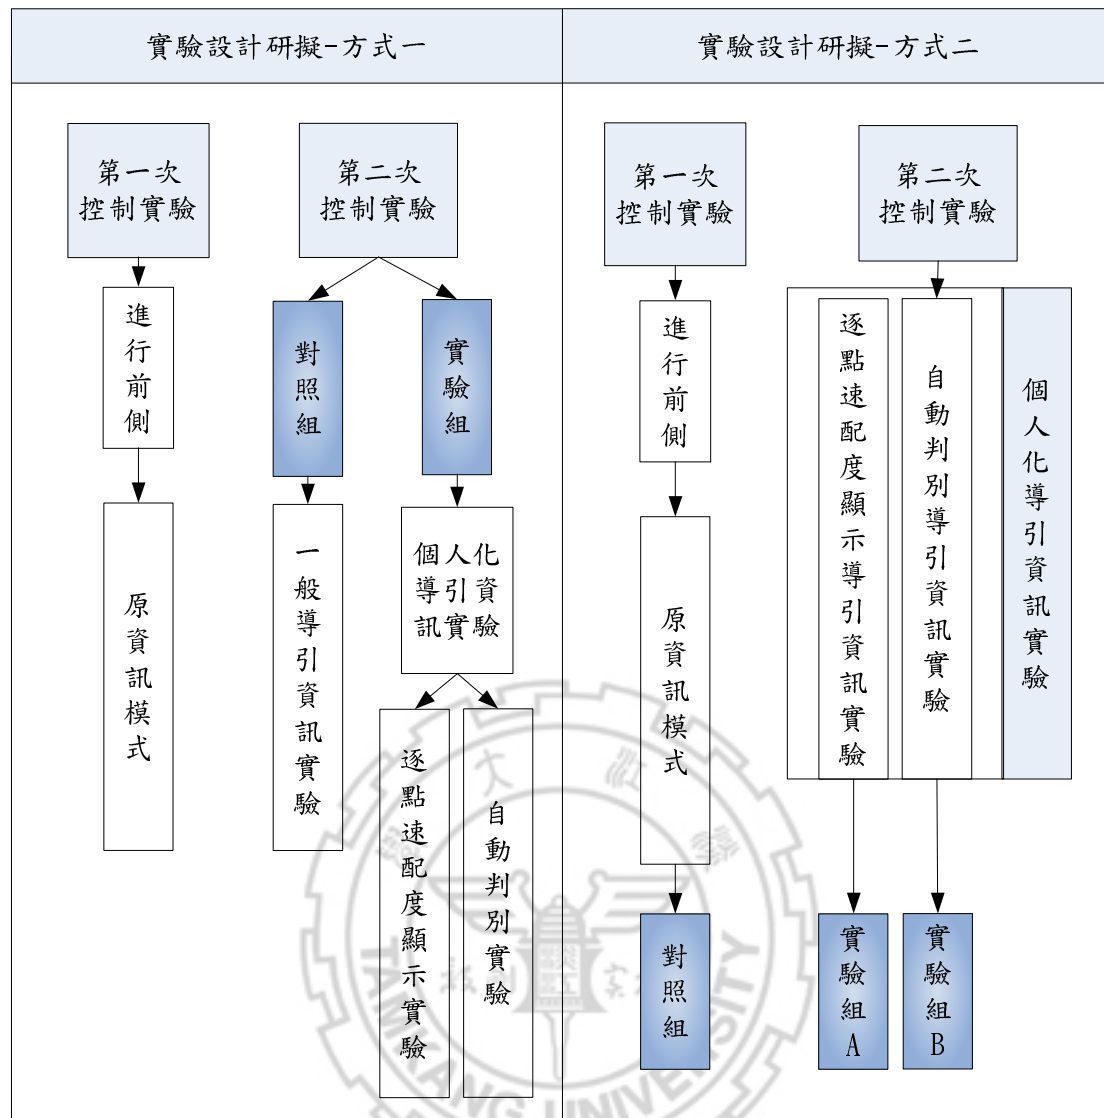 實驗設計研擬-方式一
第一次
控制實驗
進行前側
原資訊模式
第二次
控制實驗
對照組
一般導引資訊實驗
實驗組
個人化
導引資
訊實驗
逐點速配度顯示實驗
自動判別實驗
實驗設計研擬-方式二
第一次
控制實驗
進行前側
原資訊模式
對照組
第二次
控制實驗
逐點速配度顯示導引資訊實驗
自動判別導引資訊實驗
個人化導引資訊實驗
實驗組A
實驗組B
TAMKANG UNIVERSITY